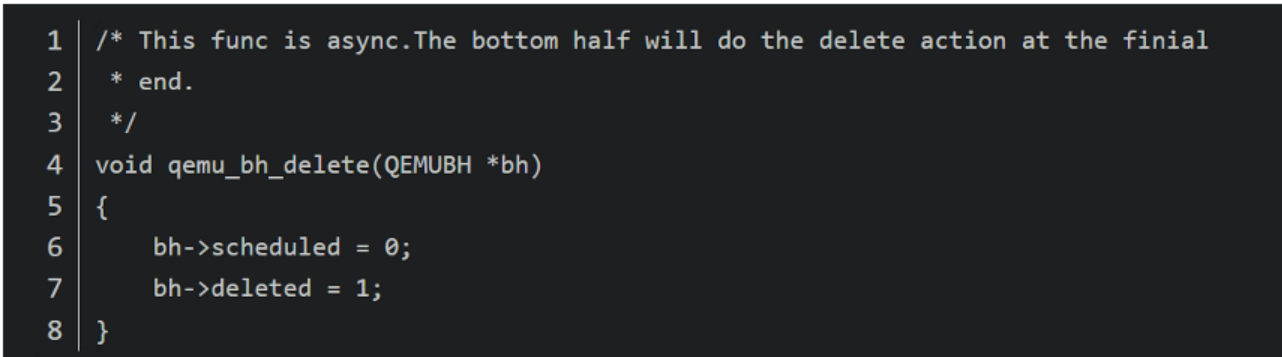 1 /* This func is async.The bottom half will do the delete action at the finial
2  * end.
3  */
4 void qemu_bh_delete(QEMUBH *bh)
5 {
6     bh->scheduled = 0;
7     bh->deleted = 1;
8 }